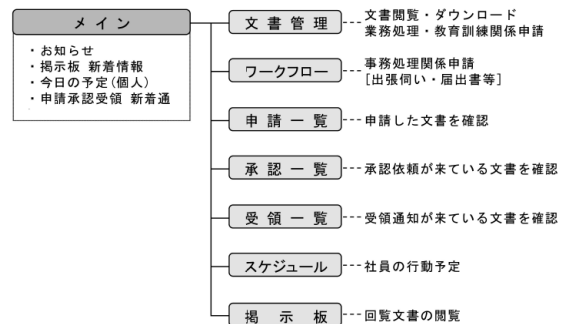 メイン
・お知らせ
・掲示板 新着情報
・今日の予定(個人)
・申請承認受領 新着通
文書管理
文書閲覧・ダウンロード
業務処理・教育訓練関係申請
ワークフロー
事務処理関係申請
[出張伺い・届出書等]
申請一覧
申請した文書を確認
承認一覧
承認依頼が来ている文書を確認
受領一覧
受領通知が来ている文書を確認
スケジュール
社員の行動予定
掲示板
回覧文書の閲覧